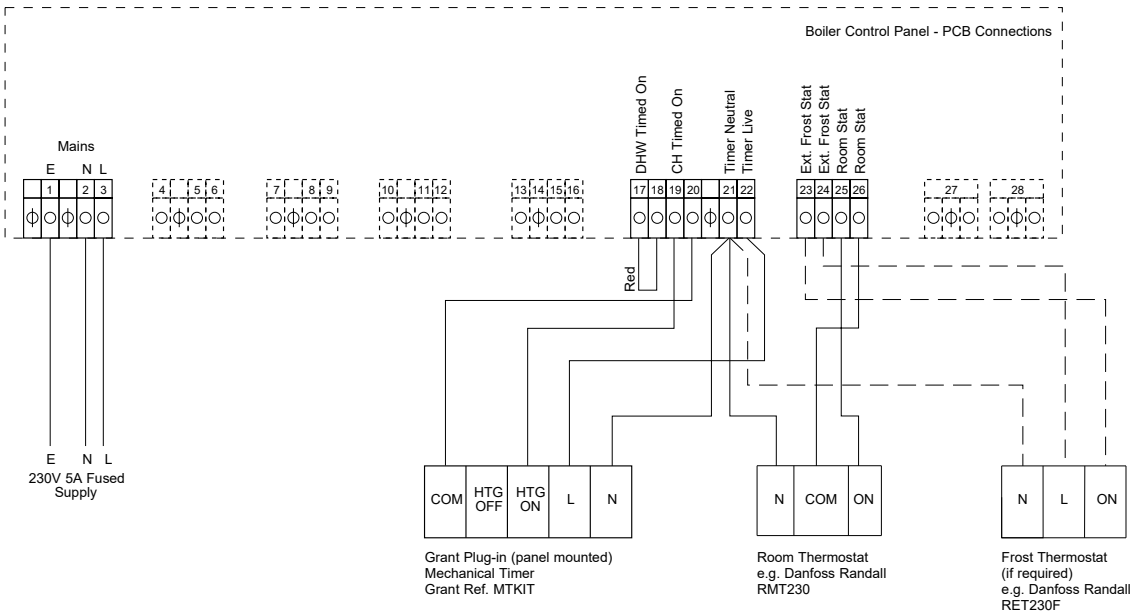 Boiler Control Panel - PCB Connections
Mains
E N L
DHW Timed On
CH Timed On
Timer Neutral
Timer Live
Ext. Frost Stat
Ext. Frost Stat
Room Stat
Room Stat
1 2 3
4 5 6
7 8 9
10 11 12
13 14 15 16
17 18 19 20 21 22
23 24 25 26
27
28
Red
E N L
230V 5A Fused
Supply
COM HTG OFF HTG ON L N
Grant Plug-in (panel mounted)
Mechanical Timer
Grant Ref. MTKIT
N COM ON
Room Thermostat
e.g. Danfoss Randall
RMT230
N L ON
Frost Thermostat
(if required)
e.g. Danfoss Randall
RET230F